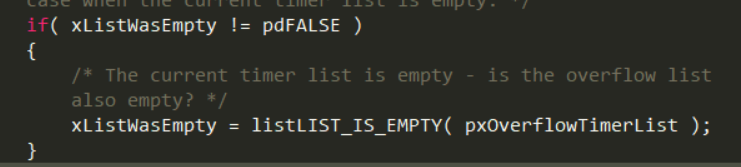 case when the current timer list is empty. */
if( xListWasEmpty != pdFALSE )
{
/* The current timer list is empty - is the overflow list
also empty? */
xListWasEmpty = listLIST_IS_EMPTY( pxOverflowTimerList );
}